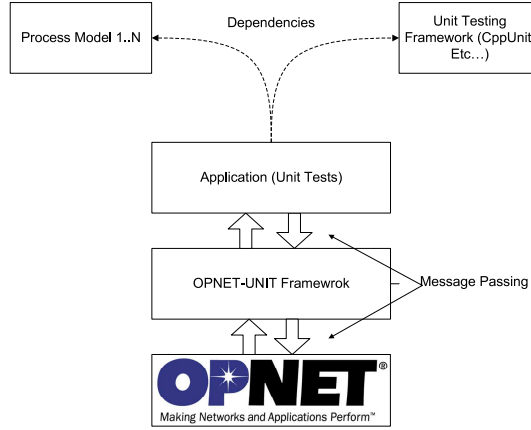 Dependencies
Process Model 1..N
Unit Testing
Framework (CppUnit
Etc…)
Application (Unit Tests)
OPNET-UNIT Framewrok
Message Passing
OPNET®
Making Networks and Applications Perform™